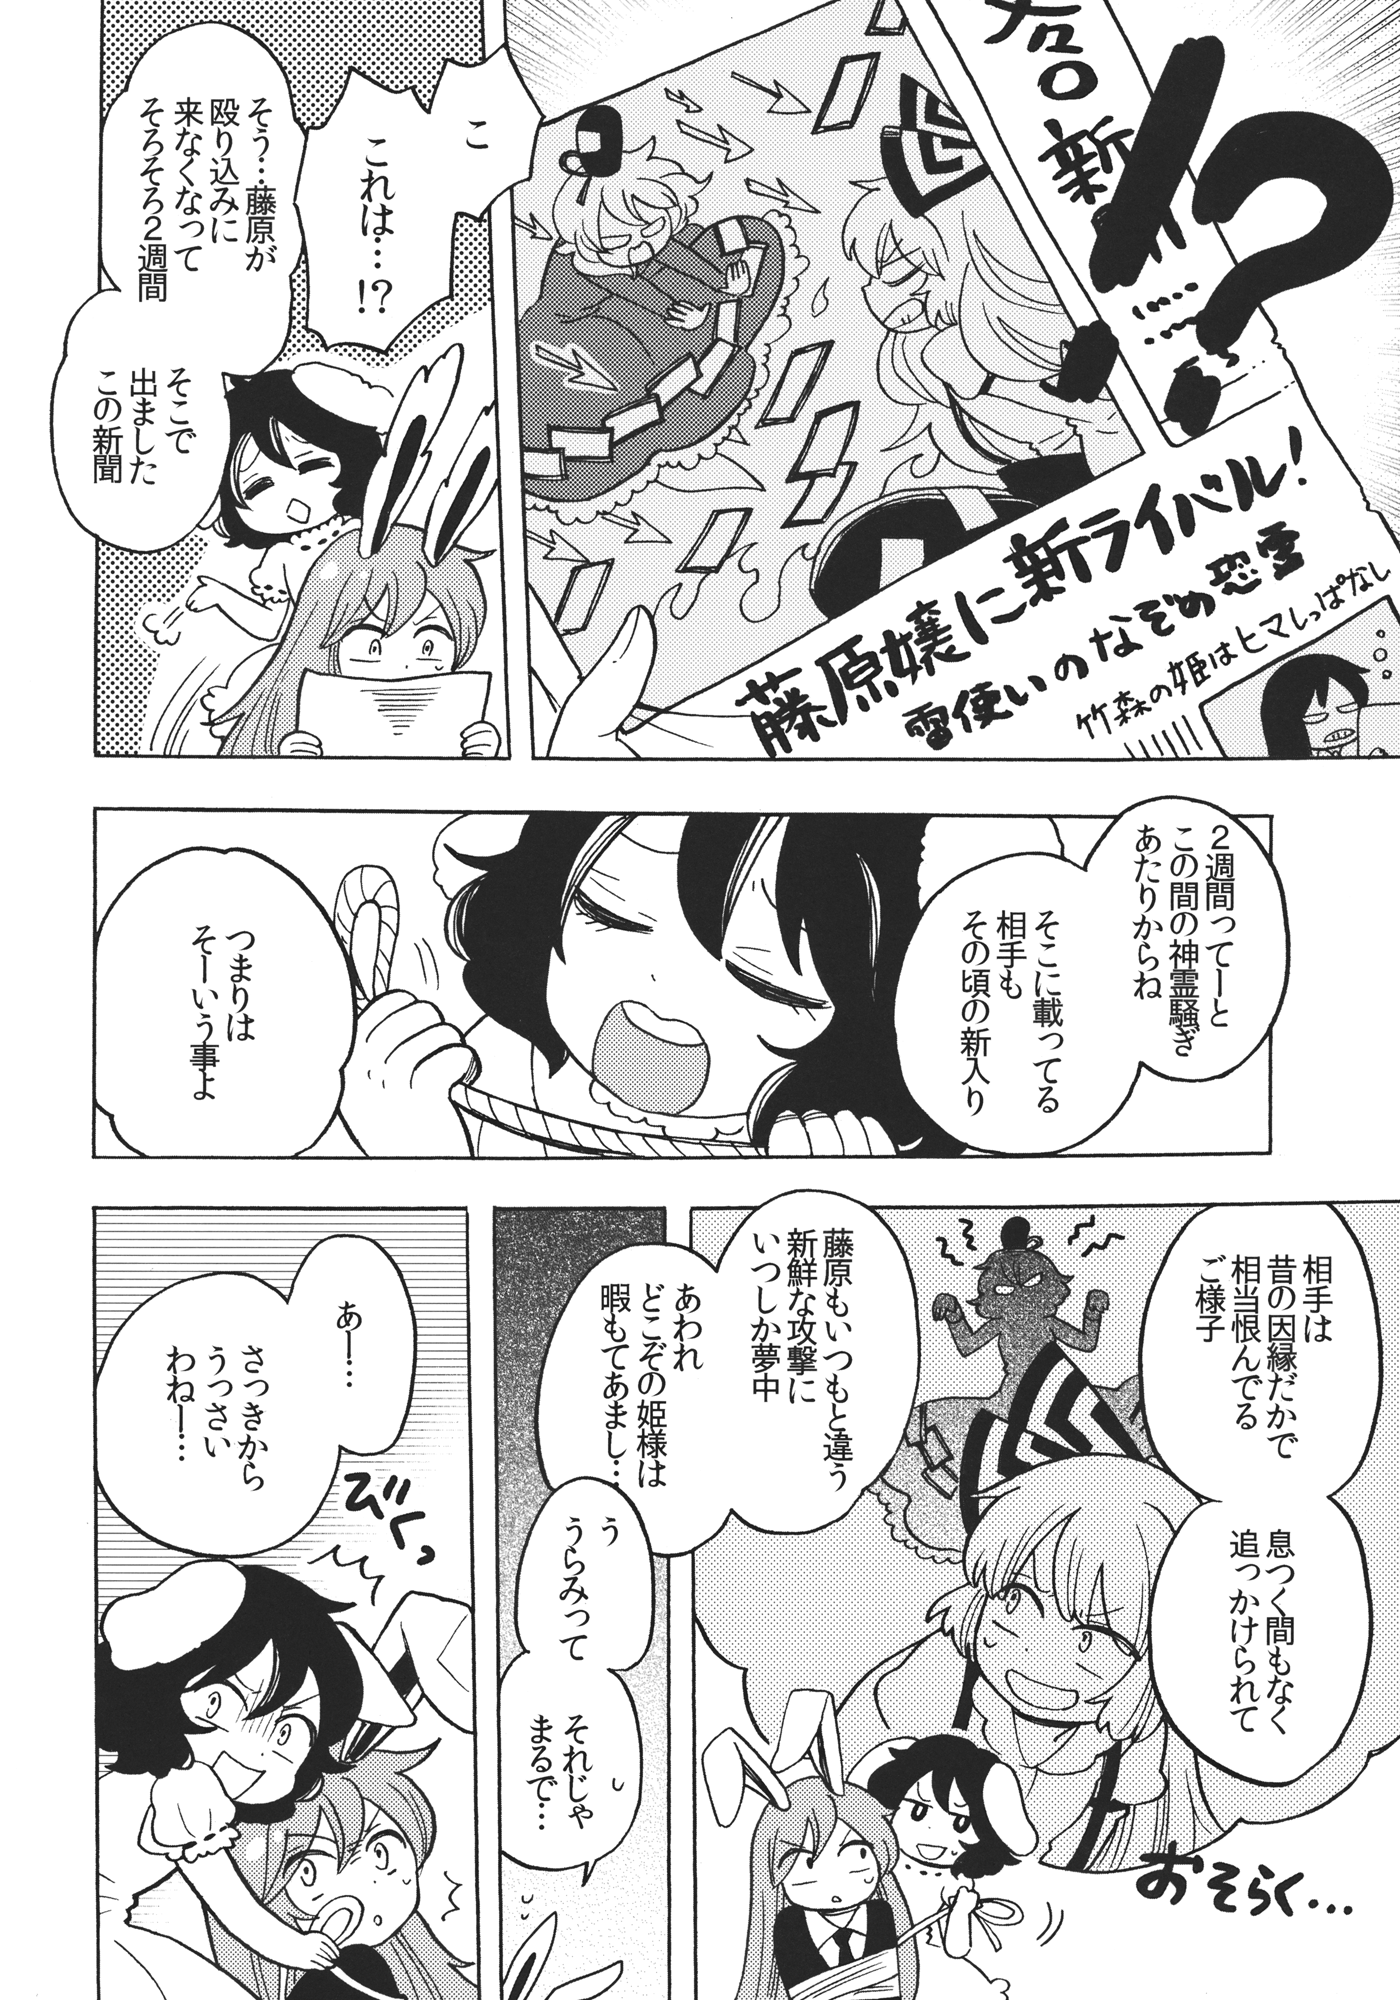 !?
新
藤原嬢に新ライバル!
雷使いのなぞめ恐霊
竹森の姫はヒマしっぱなし
こ
これは…!?
そう…藤原が
殴り込みに
来なくなって
そろそろ2週間
そこで
出ました
この新聞
2週間ってーと
この間の神霊騒ぎ
あたりからね
そこに載ってる
相手も
その頃の新入り
つまりは
そーいう事よ
相手は
昔の因縁だかで
相当恨んでる
ご様子
息つく間もなく
追っかけられて
おそらく…
藤原もいつもと違う
新鮮な攻撃に
いつしか夢中
あわれ
どこぞの姫様は
暇もてあまし…
う
うらみって
それじゃ
まるで…
あー…
さっきから
うっさい
わねー…
びくっ